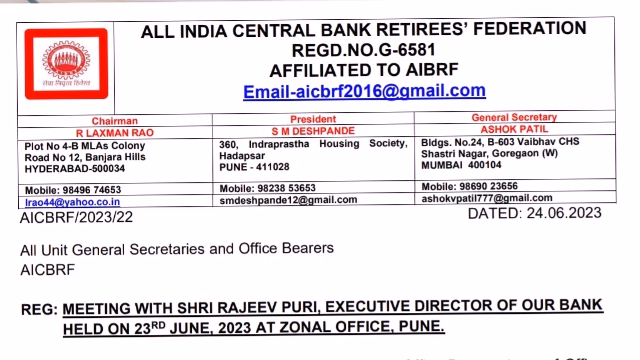 ALL INDIA CENTRAL BANK RETIREES' FEDERATION
REGD.NO.G-6581
AFFILIATED TO AIBRF
Email-aicbrf2016@gmail.com
Chairman
R LAXMAN RAO
Plot No 4-B MLAs Colony
Road No 12, Banjara Hills
HYDERABAD-500034
Mobile: 98496 74653
lrao44@yahoo.co.in
President
S M DESHPANDE
360, Indraprastha Housing Society,
Hadapsar
PUNE - 411028
Mobile: 98238 53653
smdeshpande12@gmail.com
General Secretary
ASHOK PATIL
Bldgs. No.24, B-603 Vaibhav CHS
Shastri Nagar, Goregaon (W)
MUMBAI 400104
Mobile: 98690 23656
ashokvpatil777@gmail.com
AICBRF/2023/22 DATED: 24.06.2023
All Unit General Secretaries and Office Bearers
AICBRF
REG: MEETING WITH SHRI RAJEEV PURI, EXECUTIVE DIRECTOR OF OUR BANK
HELD ON 23RD JUNE, 2023 AT ZONAL OFFICE, PUNE.